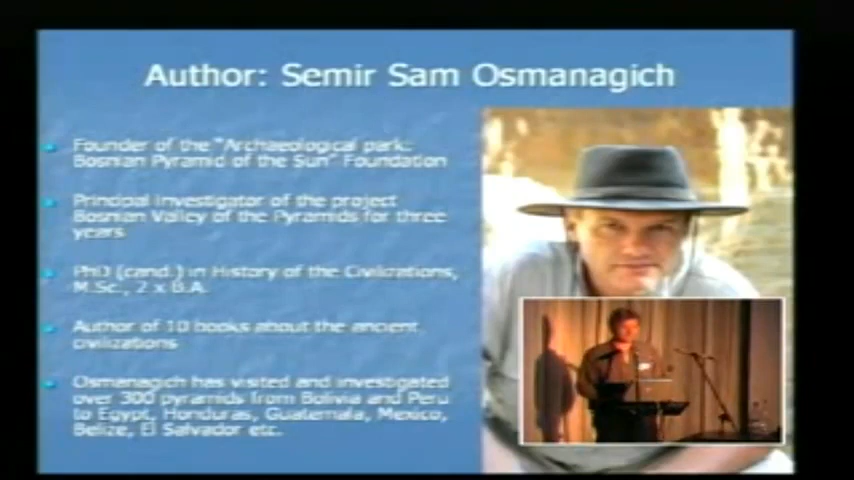 Author: Semir Sam Osmanagich
Founder of the "Archaeological park:
Bosnian Pyramid of the Sun" Foundation
Principal investigator of the project
Bosnian Valley of the Pyramids for three
years
PhD (cand.) in History of the Civilizations,
M.Sc., 2 x B.A.
Author of 10 books about the ancient
civilizations
Osmanagich has visited and investigated
over 300 pyramids from Bolivia and Peru
to Egypt, Honduras, Guatemala, Mexico,
Belize, El Salvador etc.